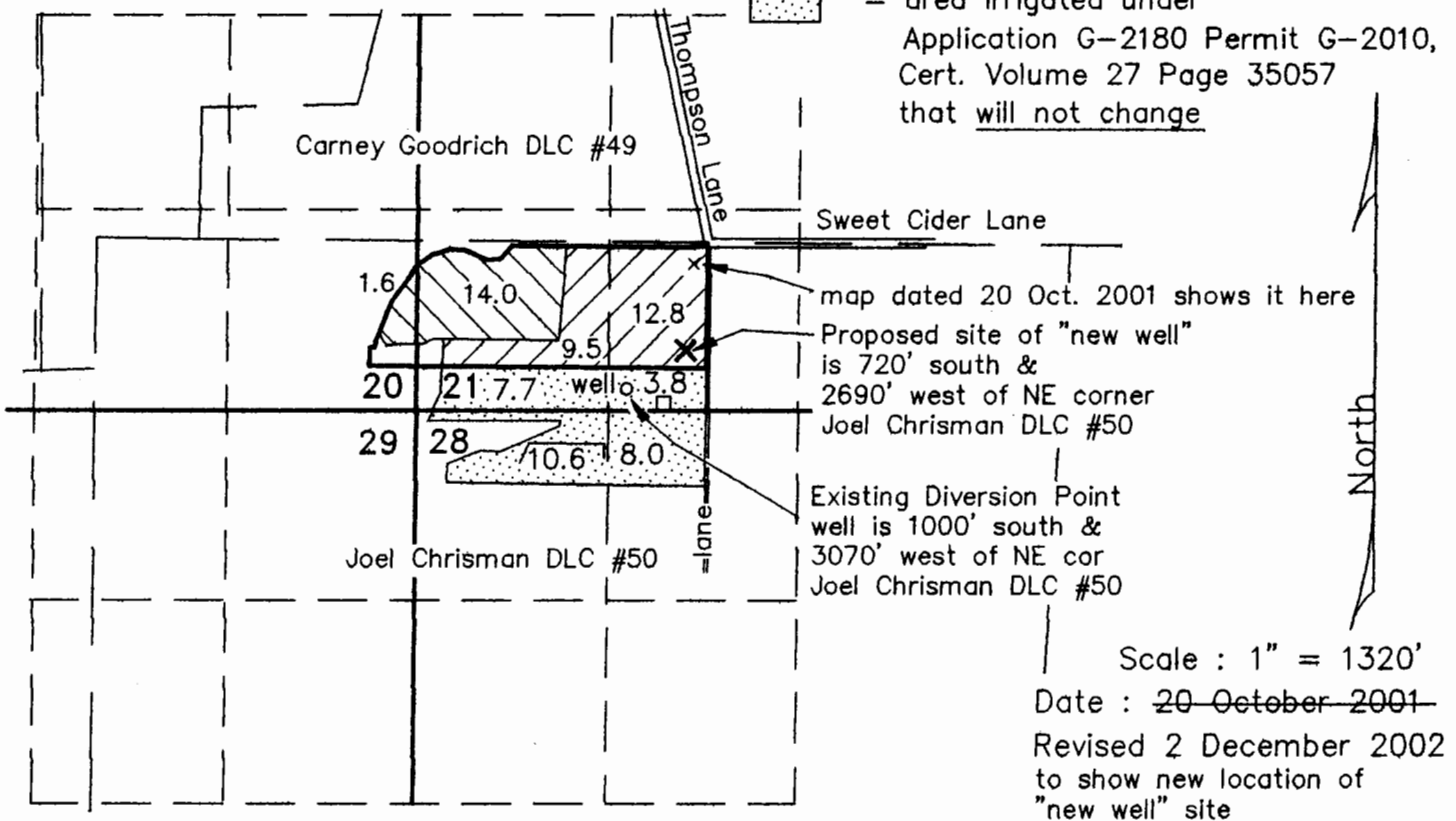 = area irrigated under
Application G-2180 Permit G-2010,
Cert. Volume 27 Page 35057
that will not change
Thompson Lane
Carney Goodrich DLC #49
Sweet Cider Lane
1.6
14.0
12.8
9.5
map dated 20 Oct. 2001 shows it here
Proposed site of "new well"
is 720' south &
2690' west of NE corner
Joel Chrisman DLC #50
20
21
7.7
well
3.8
29
28
10.6
8.0
lane
Existing Diversion Point
well is 1000' south &
3070' west of NE cor
Joel Chrisman DLC #50
Joel Chrisman DLC #50
North
Scale : 1" = 1320'
Date : 20 October 2001
Revised 2 December 2002
to show new location of
"new well" site